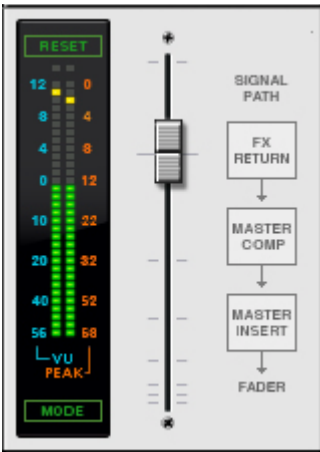 RESET
12 0
8 4
4 8
0 12
10 22
20 32
40 52
56 68
VU
PEAK
MODE
SIGNAL
PATH
FX
RETURN
MASTER
COMP
MASTER
INSERT
FADER